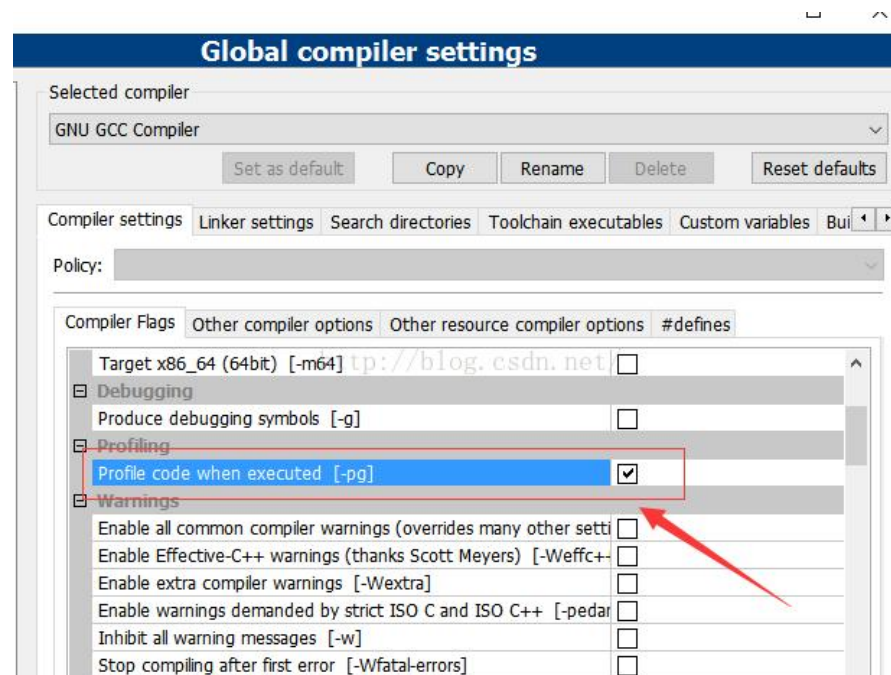 Global compiler settings
Selected compiler
GNU GCC Compiler
Set as default Copy Rename Delete Reset defaults
Compiler settings Linker settings Search directories Toolchain executables Custom variables Bui
Policy:
Compiler Flags Other compiler options Other resource compiler options #defines
Target x86_64 (64bit) [-m64]
http://blog.csdn.net/
Debugging
Produce debugging symbols [-g]
Profiling
Profile code when executed [-pg]
Warnings
Enable all common compiler warnings (overrides many other setti
Enable Effective-C++ warnings (thanks Scott Meyers) [-Weffc++
Enable extra compiler warnings [-Wextra]
Enable warnings demanded by strict ISO C and ISO C++ [-pedan
Inhibit all warning messages [-w]
Stop compiling after first error [-Wfatal-errors]